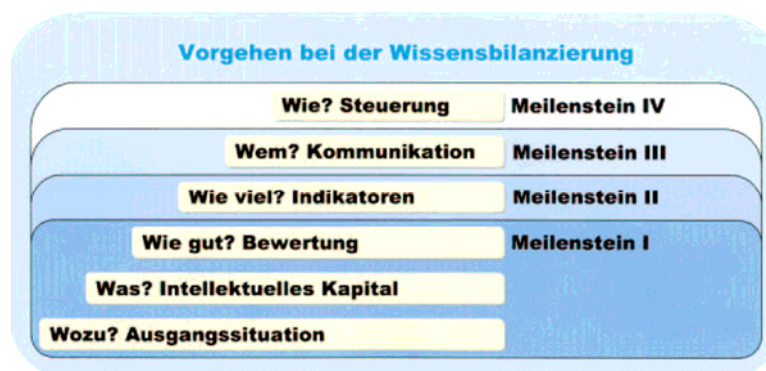 Vorgehen bei der Wissensbilanzierung
Wie? Steuerung Meilenstein IV
Wem? Kommunikation Meilenstein III
Wie viel? Indikatoren Meilenstein II
Wie gut? Bewertung Meilenstein I
Was? Intellektuelles Kapital
Wozu? Ausgangssituation